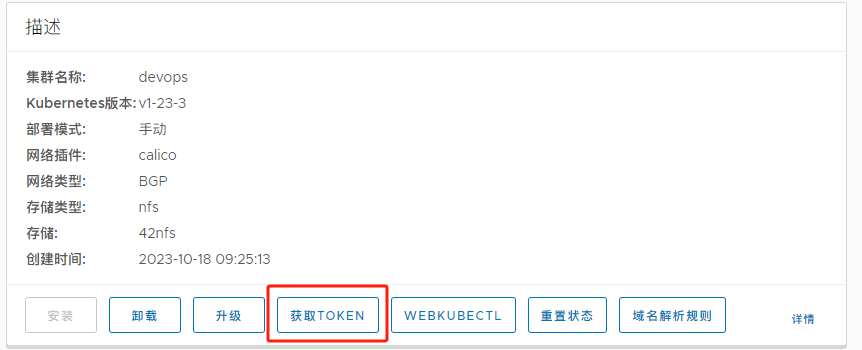 描述
集群名称: devops
Kubernetes版本: v1-23-3
部署模式: 手动
网络插件: calico
网络类型: BGP
存储类型: nfs
存储: 42nfs
创建时间: 2023-10-18 09:25:13
安装 卸载 升级 获取TOKEN WEBKUBECTL 重置状态 域名解析规则 详情